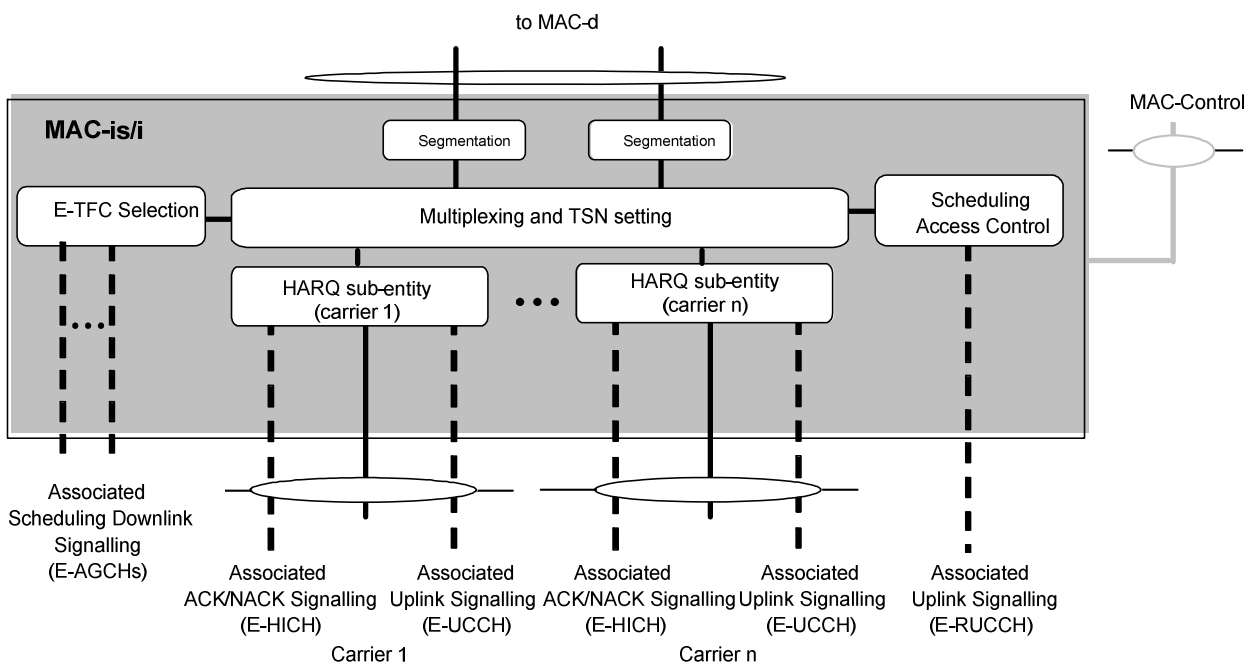 to MAC-d
MAC-Control
MAC-is/i
Segmentation
Segmentation
E-TFC Selection
Multiplexing and TSN setting
Scheduling
Access Control
HARQ sub-entity
(carrier 1)
HARQ sub-entity
(carrier n)
Associated
Scheduling Downlink
Signalling
(E-AGCHs)
Associated
ACK/NACK Signalling
(E-HICH)
Associated
Uplink Signalling
(E-UCCH)
Associated
ACK/NACK Signalling
(E-HICH)
Associated
Uplink Signalling
(E-UCCH)
Associated
Uplink Signalling
(E-RUCCH)
Carrier 1
Carrier n